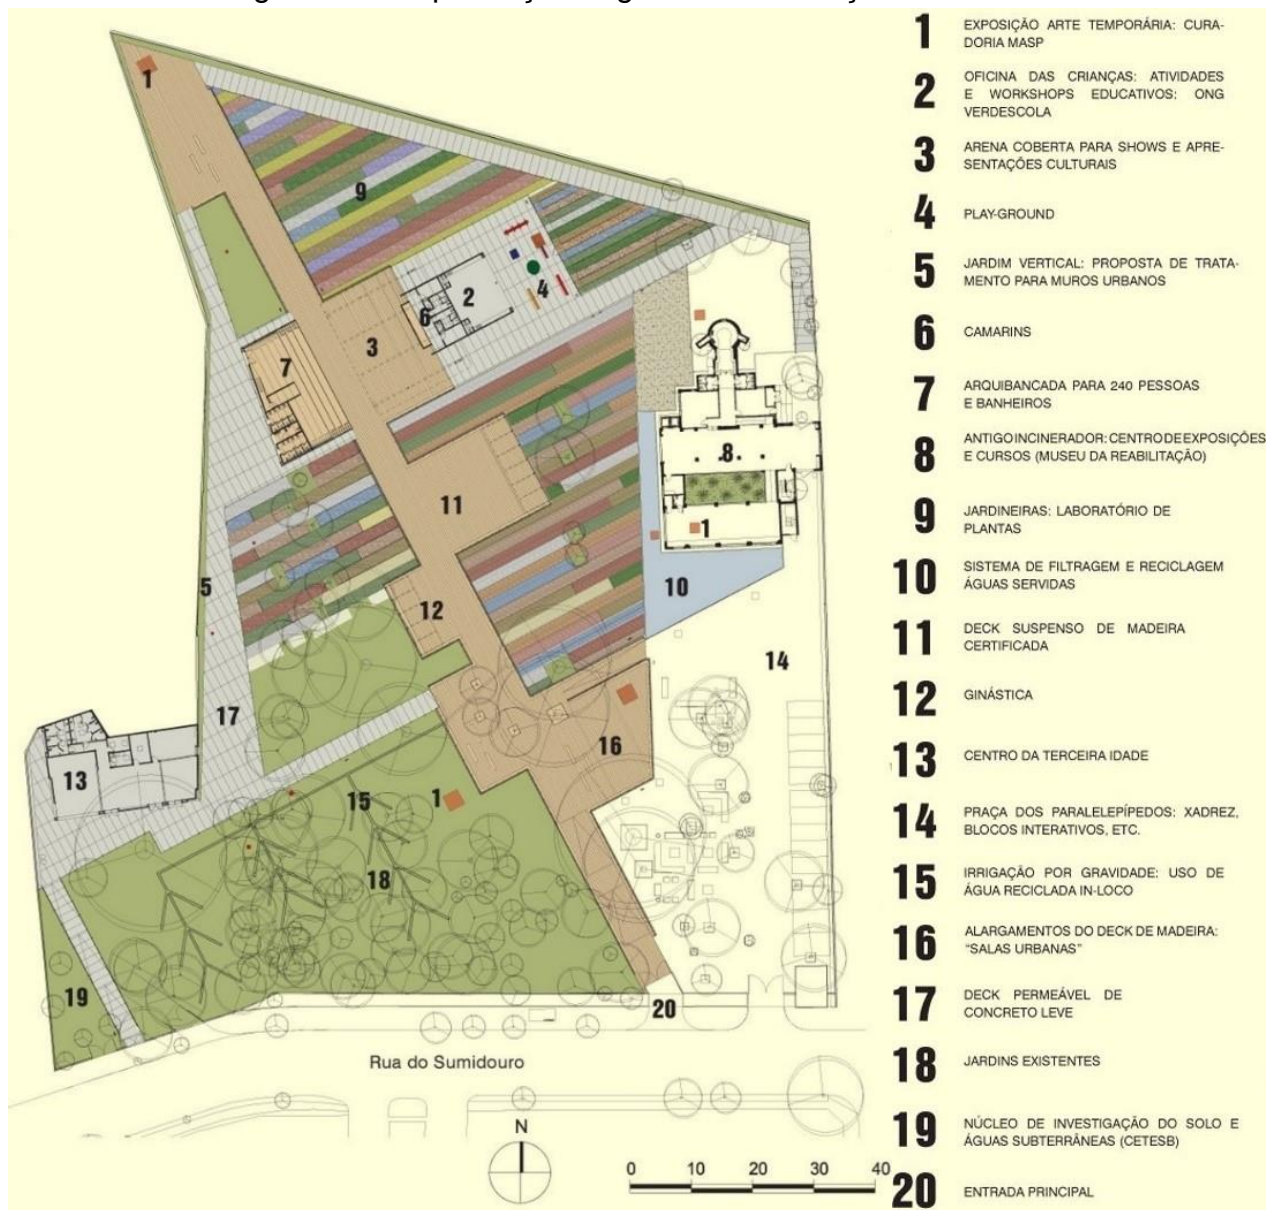 1
9
2
4
6
3
7
8
11
1
5
10
12
14
17
16
13
15
1
18
19
20
Rua do Sumidouro
N
0 10 20 30 40
1 EXPOSIÇÃO ARTE TEMPORÁRIA: CURA-
DORIA MASP
2 OFICINA DAS CRIANÇAS: ATIVIDADES
E WORKSHOPS EDUCATIVOS: ONG
VERDESCOLA
3 ARENA COBERTA PARA SHOWS E APRE-
SENTAÇÕES CULTURAIS
4 PLAY-GROUND
5 JARDIM VERTICAL: PROPOSTA DE TRATA-
MENTO PARA MUROS URBANOS
6 CAMARINS
7 ARQUIBANCADA PARA 240 PESSOAS
E BANHEIROS
8 ANTIGO INCINERADOR: CENTRO DE EXPOSIÇÕES
E CURSOS (MUSEU DA REABILITAÇÃO)
9 JARDINEIRAS: LABORATÓRIO DE
PLANTAS
10 SISTEMA DE FILTRAGEM E RECICLAGEM
ÁGUAS SERVIDAS
11 DECK SUSPENSO DE MADEIRA
CERTIFICADA
12 GINÁSTICA
13 CENTRO DA TERCEIRA IDADE
14 PRAÇA DOS PARALELEPÍPEDOS: XADREZ,
BLOCOS INTERATIVOS, ETC.
15 IRRIGAÇÃO POR GRAVIDADE: USO DE
ÁGUA RECICLADA IN-LOCO
16 ALARGAMENTOS DO DECK DE MADEIRA:
“SALAS URBANAS”
17 DECK PERMEÁVEL DE
CONCRETO LEVE
18 JARDINS EXISTENTES
19 NÚCLEO DE INVESTIGAÇÃO DO SOLO E
ÁGUAS SUBTERRÂNEAS (CETESB)
20 ENTRADA PRINCIPAL